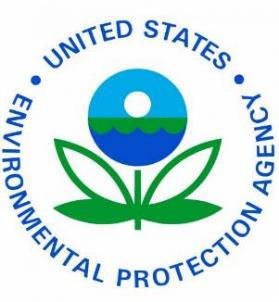 UNITED STATES
ENVIRONMENTAL PROTECTION AGENCY